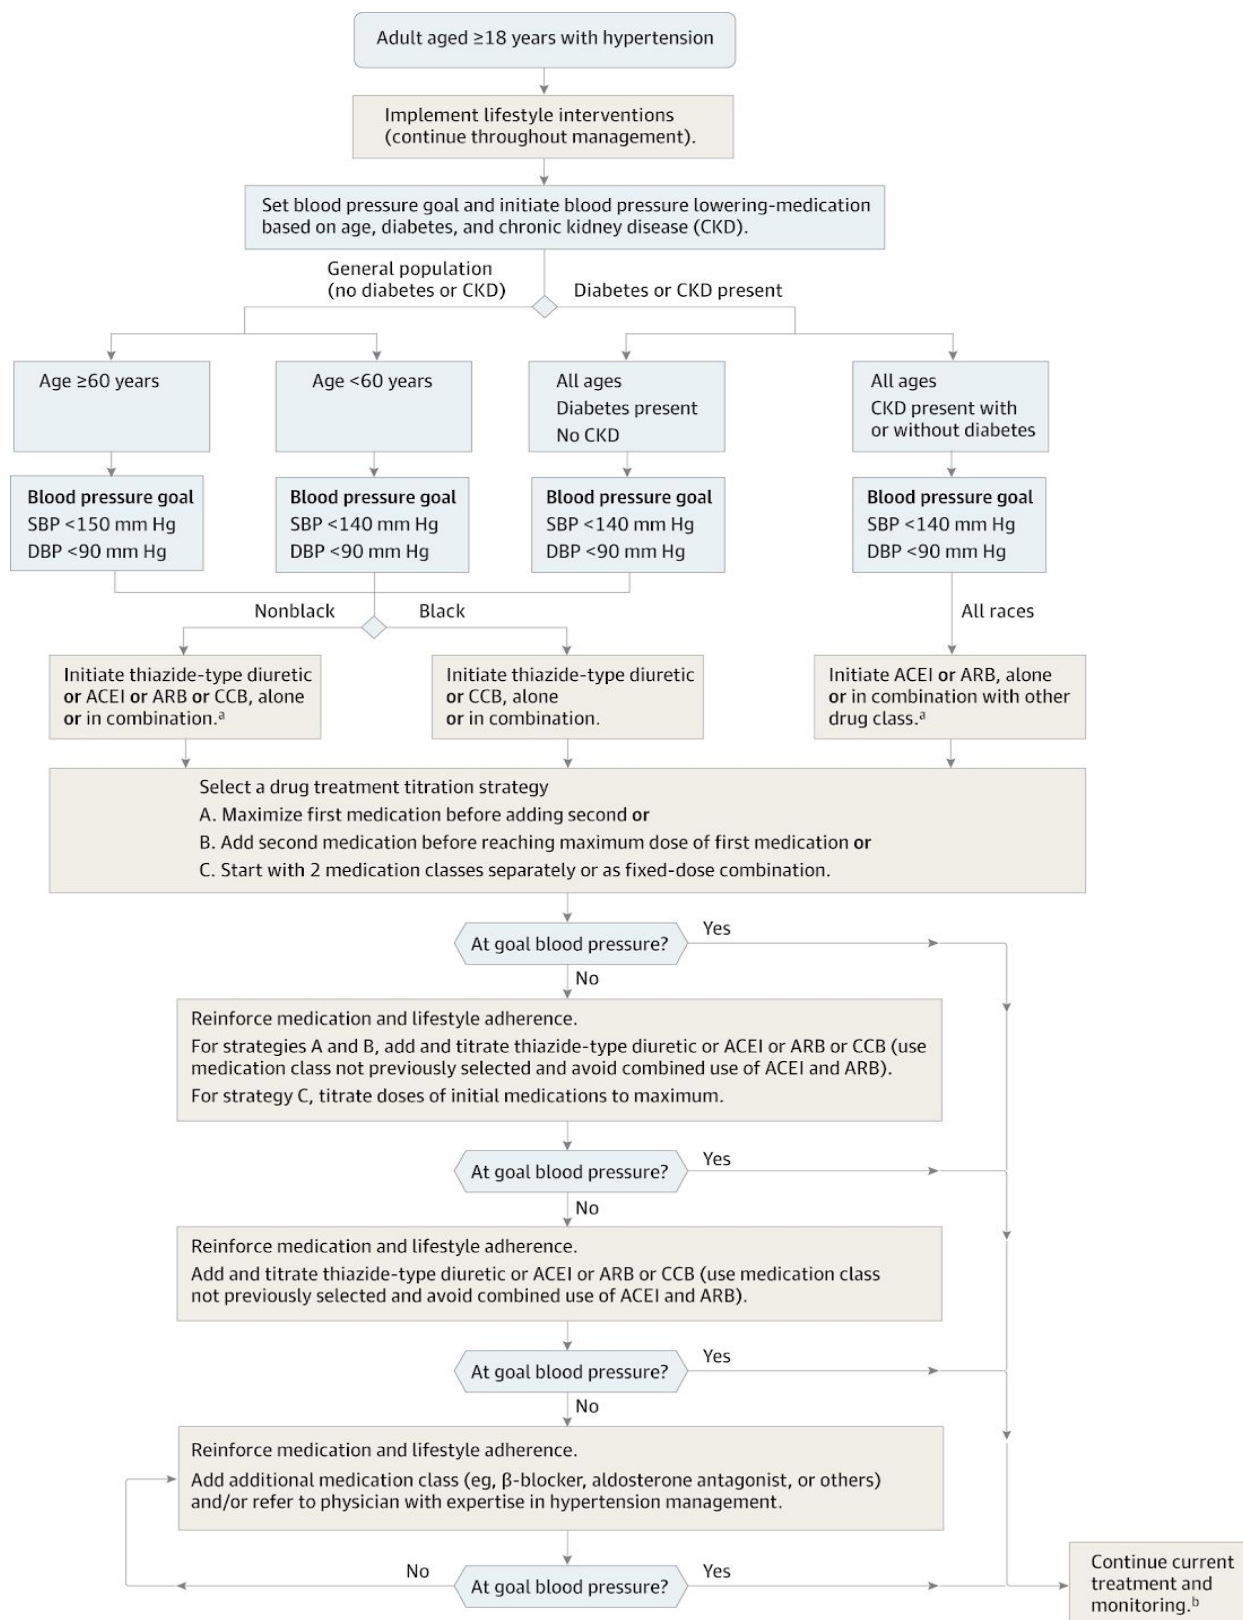 Adult aged ≥18 years with hypertension
Implement lifestyle interventions
(continue throughout management).
Set blood pressure goal and initiate blood pressure lowering-medication
based on age, diabetes, and chronic kidney disease (CKD).
General population
(no diabetes or CKD)
Diabetes or CKD present
Age ≥60 years
Age <60 years
All ages
Diabetes present
No CKD
All ages
CKD present with
or without diabetes
Blood pressure goal
SBP <150 mm Hg
DBP <90 mm Hg
Blood pressure goal
SBP <140 mm Hg
DBP <90 mm Hg
Blood pressure goal
SBP <140 mm Hg
DBP <90 mm Hg
Blood pressure goal
SBP <140 mm Hg
DBP <90 mm Hg
Nonblack
Black
All races
Initiate thiazide-type diuretic
or ACEI or ARB or CCB, alone
or in combination.ᵃ
Initiate thiazide-type diuretic
or CCB, alone
or in combination.
Initiate ACEI or ARB, alone
or in combination with other
drug class.ᵃ
Select a drug treatment titration strategy
A. Maximize first medication before adding second or
B. Add second medication before reaching maximum dose of first medication or
C. Start with 2 medication classes separately or as fixed-dose combination.
At goal blood pressure?
Yes
No
Reinforce medication and lifestyle adherence.
For strategies A and B, add and titrate thiazide-type diuretic or ACEI or ARB or CCB (use
medication class not previously selected and avoid combined use of ACEI and ARB).
For strategy C, titrate doses of initial medications to maximum.
At goal blood pressure?
Yes
No
Reinforce medication and lifestyle adherence.
Add and titrate thiazide-type diuretic or ACEI or ARB or CCB (use medication class
not previously selected and avoid combined use of ACEI and ARB).
At goal blood pressure?
Yes
No
Reinforce medication and lifestyle adherence.
Add additional medication class (eg, β-blocker, aldosterone antagonist, or others)
and/or refer to physician with expertise in hypertension management.
No
At goal blood pressure?
Yes
Continue current
treatment and
monitoring.ᵇ